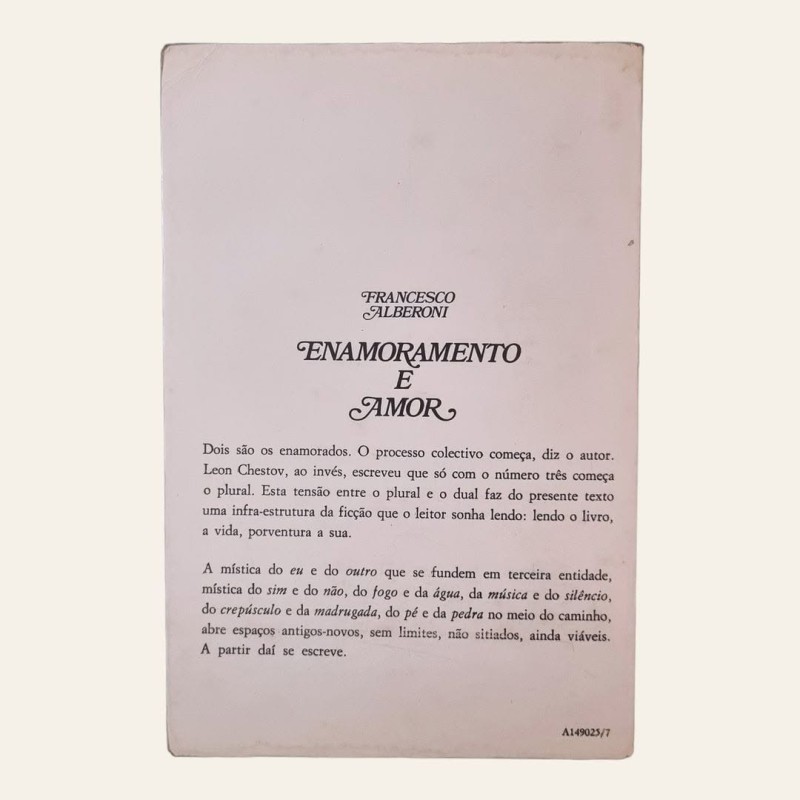 FRANCESCO
ALBERONI
ENAMORAMENTO
E
AMOR
Dois são os enamorados. O processo colectivo começa, diz o autor.
Leon Chestov, ao invés, escreveu que só com o número três começa
o plural. Esta tensão entre o plural e o dual faz do presente texto
uma infra-estrutura da ficção que o leitor sonha lendo: lendo o livro,
a vida, porventura a sua.
A mística do eu e do outro que se fundem em terceira entidade,
mística do sim e do não, do fogo e da água, da música e do silêncio,
do crepúsculo e da madrugada, do pé e da pedra no meio do caminho,
abre espaços antigos-novos, sem limites, não sitiados, ainda viáveis.
A partir daí se escreve.
A149025/7